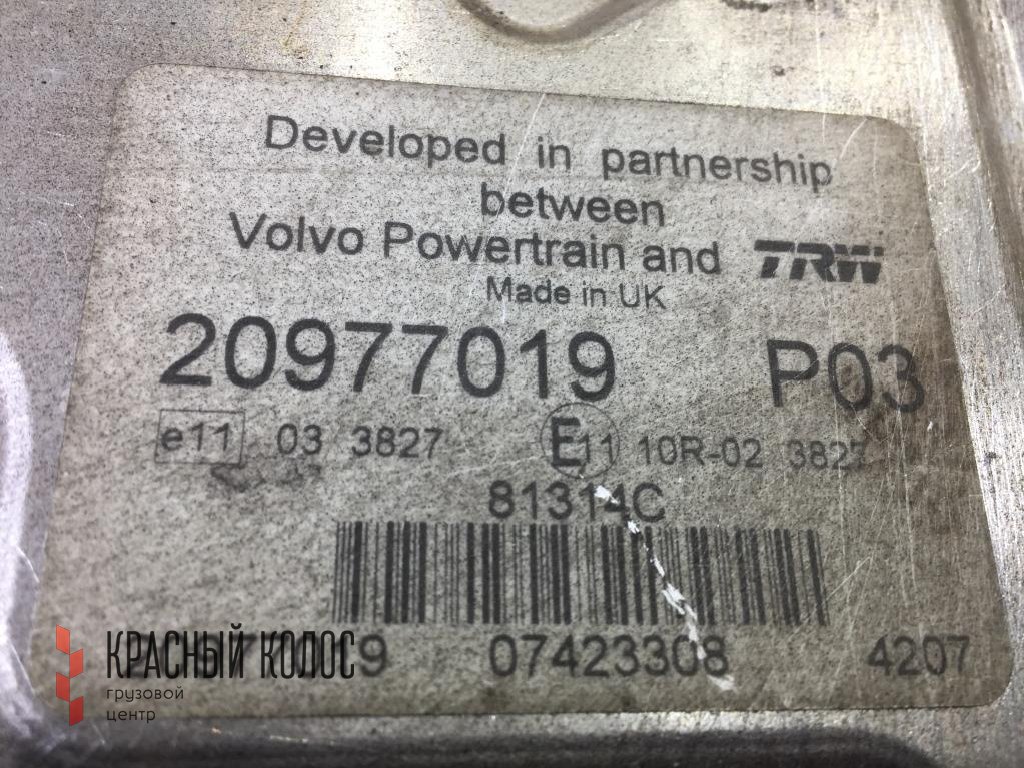 Developed in partnership
between
Volvo Powertrain and TRW
Made in UK
20977019 P03
e11 03 3827 E11 10R-02 3827
81314C
07423308 4207
КРАСНЫЙ КОЛОС
грузовой
центр